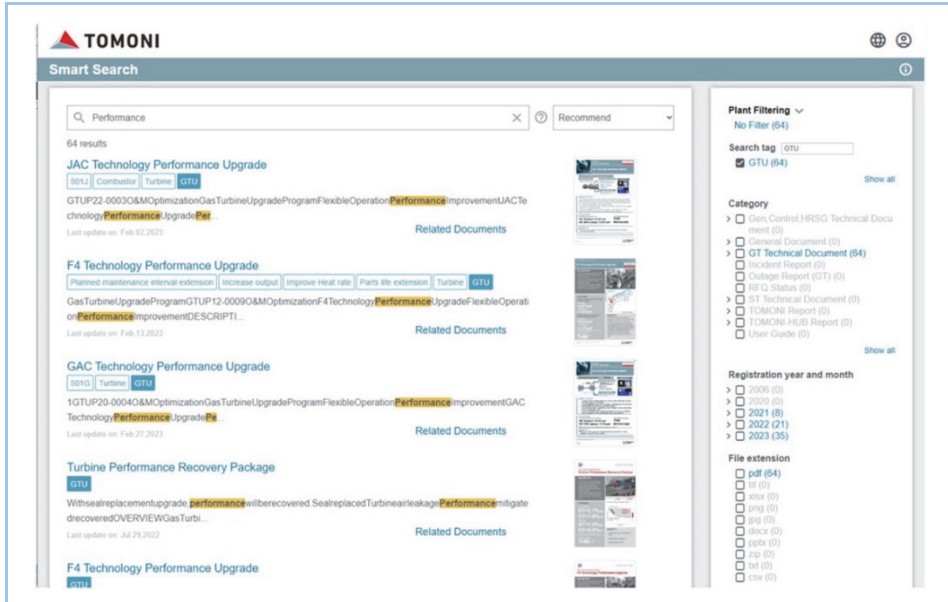 TOMONI
Smart Search
Performance
Recommend
64 results
JAC Technology Performance Upgrade
501J Combustor Turbine GTU
GTUP22-0003O&MOptimizationGasTurbineUpgradeProgramFlexibleOperationPerformanceImprovementJACTe
chnologyPerformanceUpgradePer...
Last update on: Feb 02,2023
Related Documents
F4 Technology Performance Upgrade
Planned maintenance interval extension Increase output Improve Heat rate Parts life extension Turbine GTU
GasTurbineUpgradeProgramGTUP12-0009O&MOptimizationF4TechnologyPerformanceUpgradeFlexibleOperati
onPerformanceImprovementDESCRIPTI...
Last update on: Feb 13,2023
Related Documents
GAC Technology Performance Upgrade
501G Turbine GTU
1GTUP20-0004O&MOptimizationGasTurbineUpgradeProgramFlexibleOperationPerformanceImprovementGAC
TechnologyPerformanceUpgradePe...
Last update on: Feb 27,2023
Related Documents
Turbine Performance Recovery Package
GTU
Withsealreplacementupgrade,performancewillberecovered.SealreplacedTurbineairleakagePerformancemitigate
drecoveredOVERVIEWGasTurbi...
Last update on: Jul 29,2022
Related Documents
F4 Technology Performance Upgrade
GTU
Plant Filtering
No Filter (64)
Search tag GTU
GTU (64)
Show all
Category
Gen,Control,HRSG Technical Docu
ment (0)
General Document (0)
GT Technical Document (64)
Incident Report (0)
Outage Report (GT) (0)
RFQ Status (0)
ST Technical Document (0)
TOMONI Report (0)
TOMONI-HUB Report (0)
User Guide (0)
Show all
Registration year and month
2006 (0)
2020 (0)
2021 (8)
2022 (21)
2023 (35)
File extension
pdf (64)
tif (0)
xlsx (0)
png (0)
jpg (0)
docx (0)
pptx (0)
zip (0)
txt (0)
csv (0)